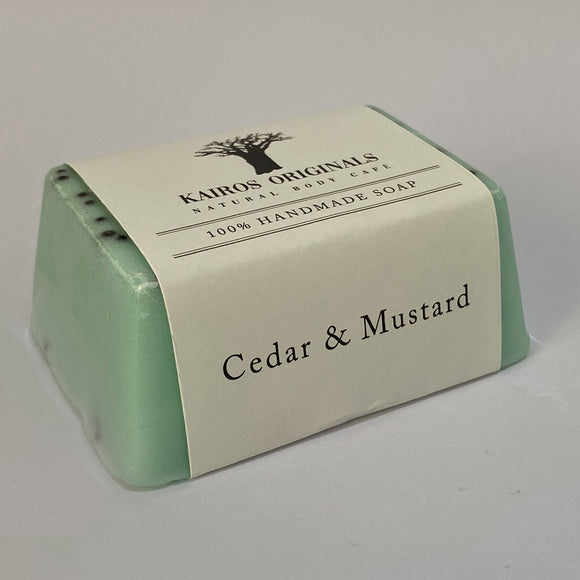 KAIROS ORIGINALS
NATURAL BODY CAFÉ
100% HANDMADE SOAP
Cedar & Mustard